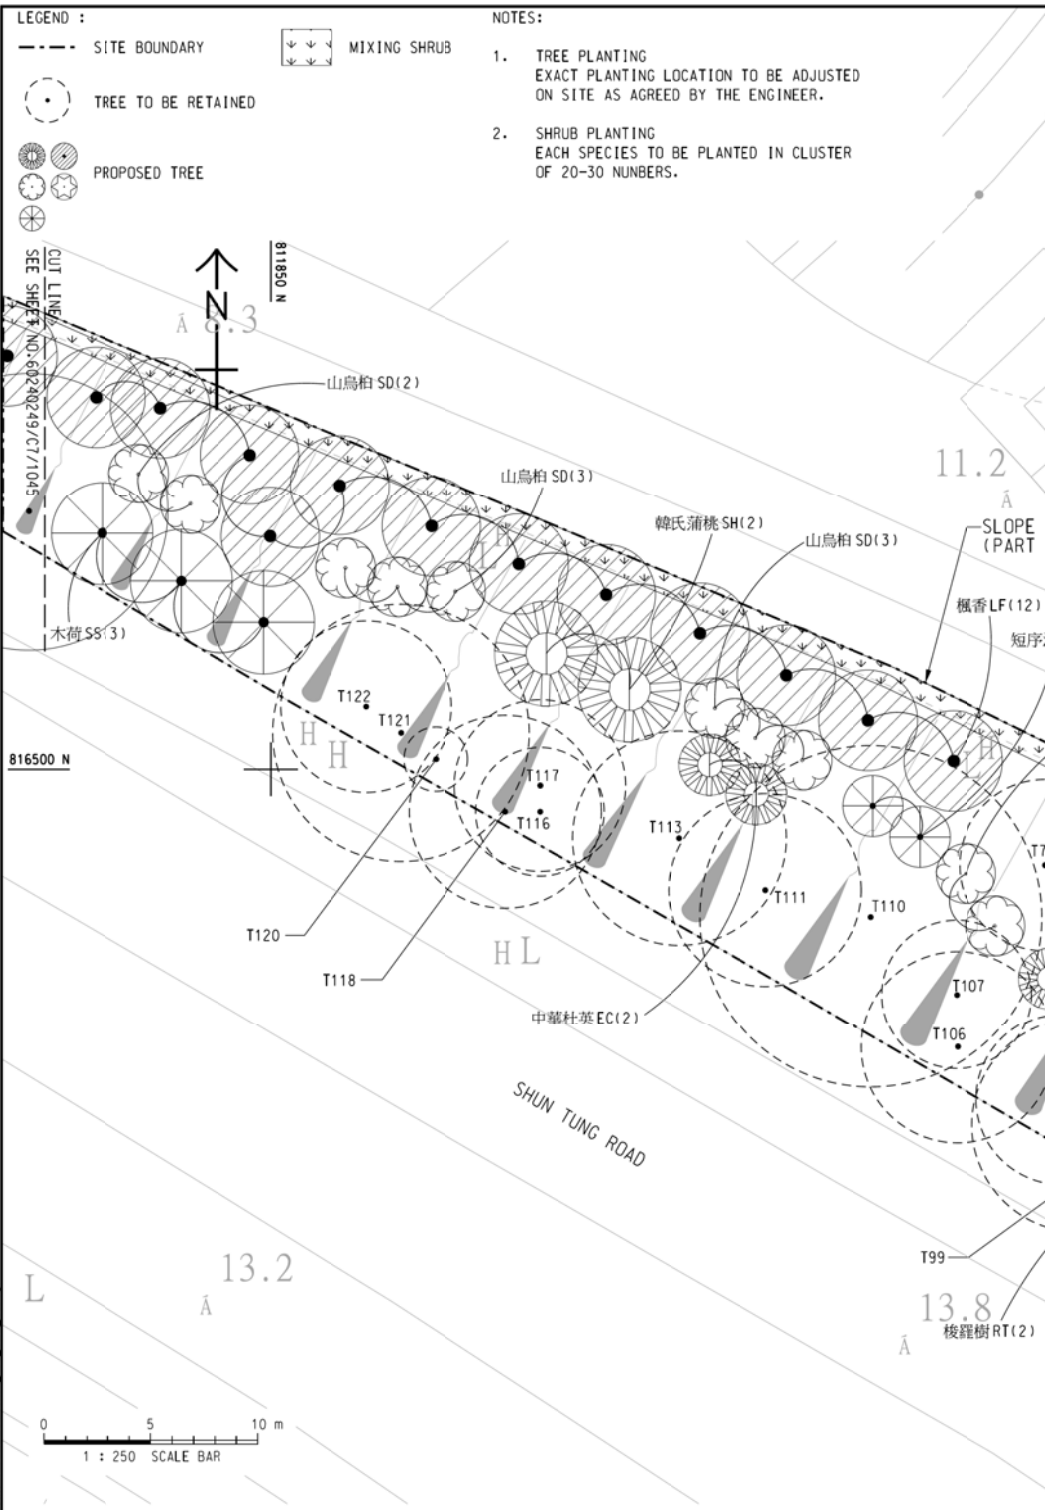 LEGEND :
SITE BOUNDARY
MIXING SHRUB
TREE TO BE RETAINED
PROPOSED TREE
NOTES:
1. TREE PLANTING
EXACT PLANTING LOCATION TO BE ADJUSTED
ON SITE AS AGREED BY THE ENGINEER.
2. SHRUB PLANTING
EACH SPECIES TO BE PLANTED IN CLUSTER
OF 20-30 NUNBERS.
CUT LINE
SEE SHEET NO.60240249/C7/1045
811850 N
N
8.3
山烏柏 SD(2)
山烏柏 SD(3)
韓氏蒲桃 SH(2)
山烏柏 SD(3)
11.2
SLOPE
(PART
楓香 LF(12)
短序
木荷 SS(3)
H
L
H
L
T122
T121
H
H
816500 N
T117
T116
T113
T111
T110
T7
T120
T118
H L
T107
T106
中華杜英 EC(2)
SHUN TUNG ROAD
T99
13.2
L
13.8
梭羅樹 RT(2)
0 5 10 m
1 : 250 SCALE BAR